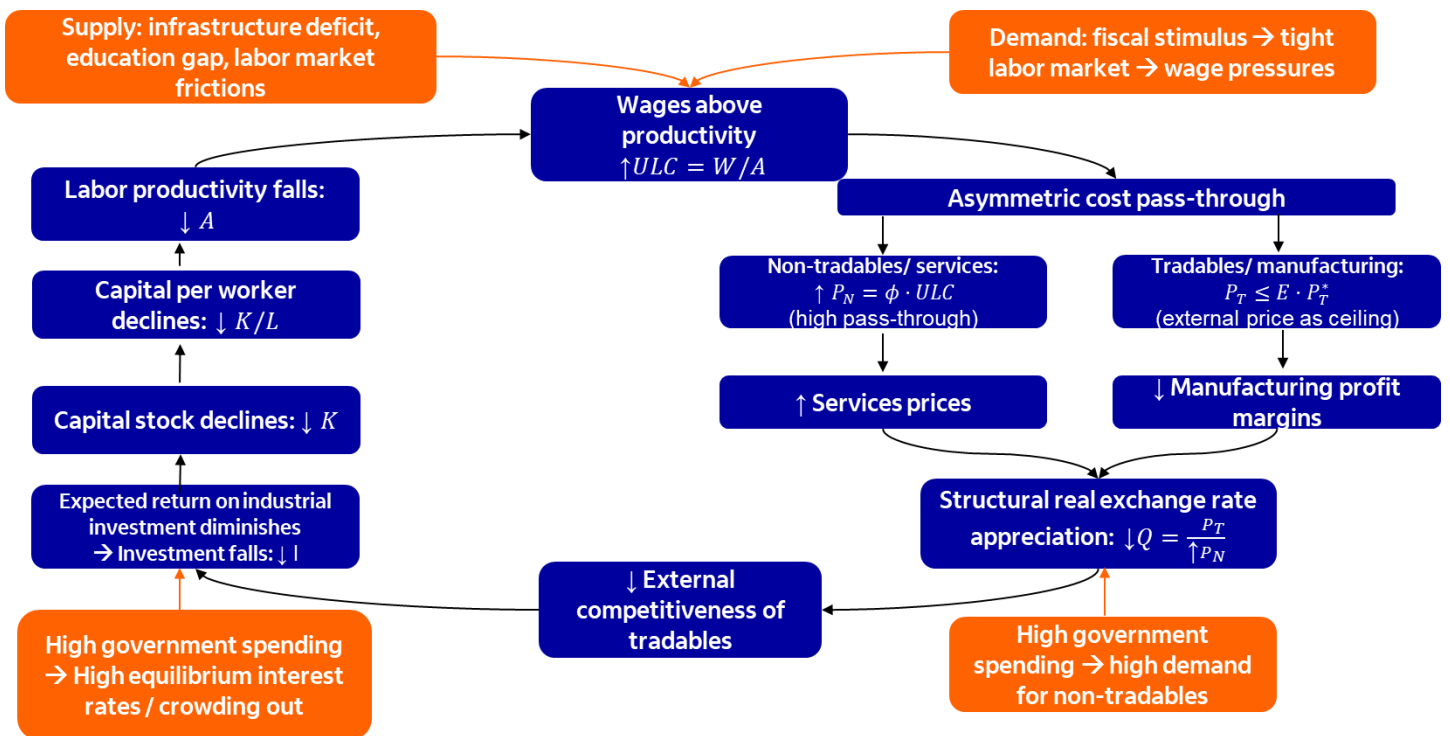 Supply: infrastructure deficit,
education gap, labor market
frictions
Demand: fiscal stimulus → tight
labor market → wage pressures
Wages above
productivity
↑ULC = W/A
Asymmetric cost pass-through
Non-tradables/ services:
↑ P_N = ϕ · ULC
(high pass-through)
Tradables/ manufacturing:
P_T ≤ E · P_T^*
(external price as ceiling)
↑ Services prices
↓ Manufacturing profit
margins
Structural real exchange rate
appreciation: ↓Q = P_T / ↑P_N
High government
spending → high demand
for non-tradables
↓ External
competitiveness of
tradables
High government spending
→ High equilibrium interest
rates / crowding out
Expected return on industrial
investment diminishes
→ Investment falls: ↓ I
Capital stock declines: ↓ K
Capital per worker
declines: ↓ K/L
Labor productivity falls:
↓ A